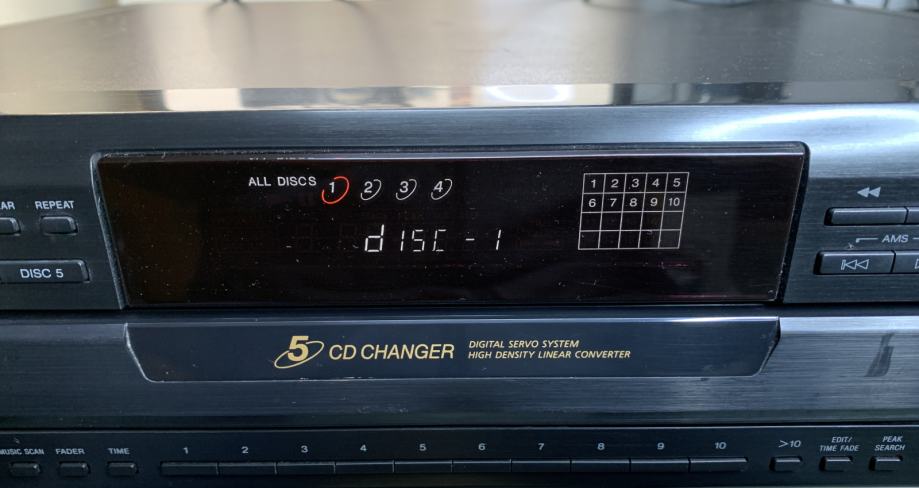 ALL DISCS 1 2 3 4
1 2 3 4 5
6 7 8 9 10
disc-1
REPEAT
DISC 5
AMS
5 CD CHANGER
DIGITAL SERVO SYSTEM
HIGH DENSITY LINEAR CONVERTER
MUSIC SCAN FADER TIME 1 2 3 4 5 6 7 8 9 10 >10 EDIT/
TIME FADE PEAK
SEARCH